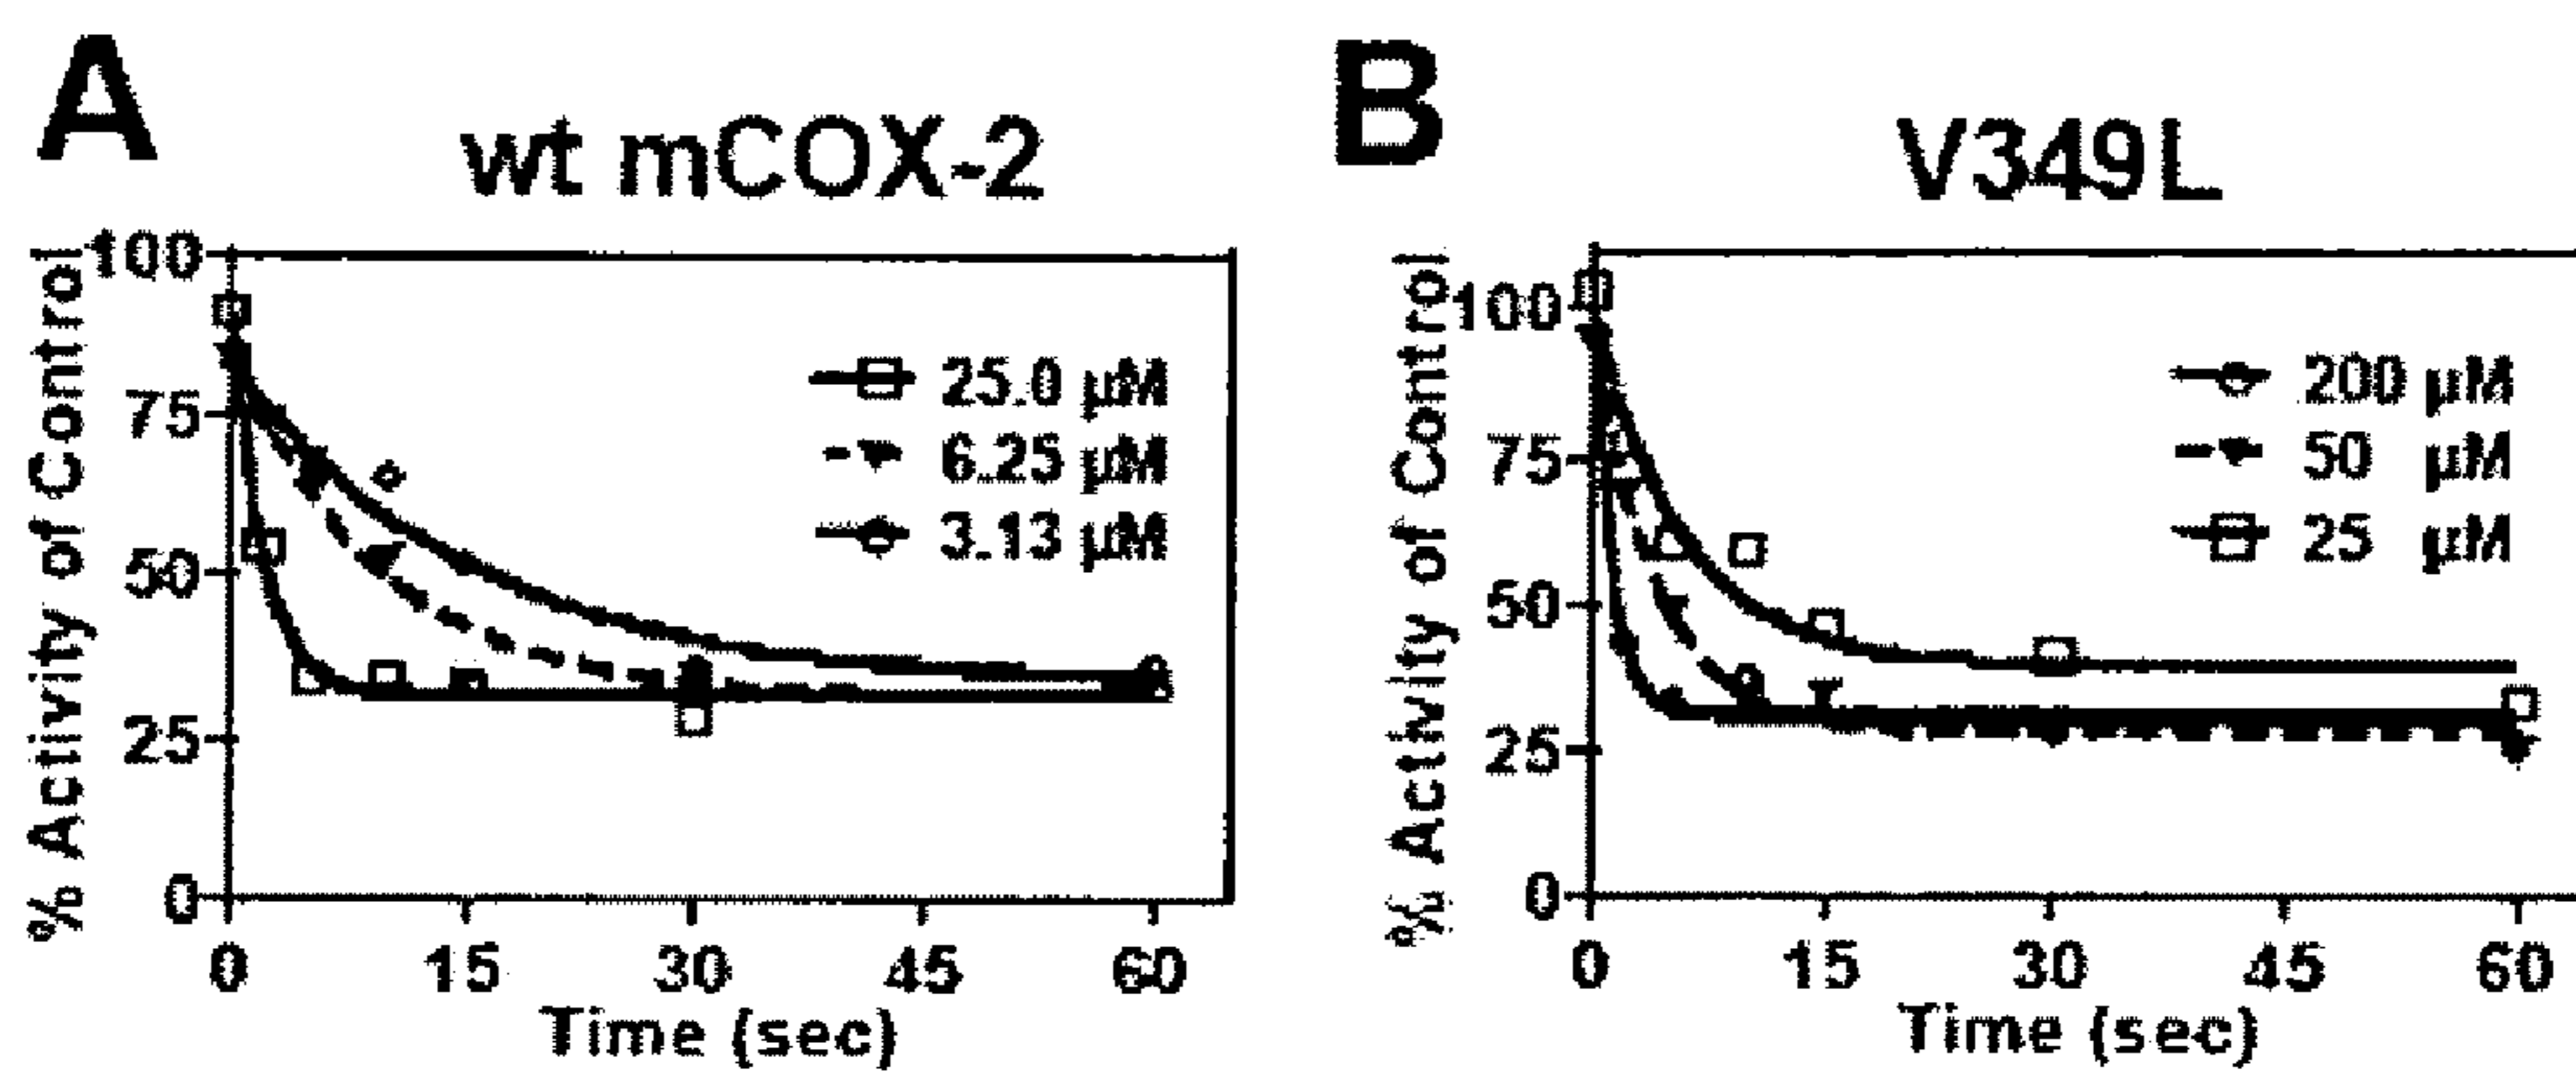 A
wt mCOX-2
% Activity of Control
100
75
50
25
0
25.0 µM
6.25 µM
3.13 µM
0 15 30 45 60
Time (sec)
B
V349L
% Activity of Control
100
75
50
25
0
200 µM
50 µM
25 µM
0 15 30 45 60
Time (sec)